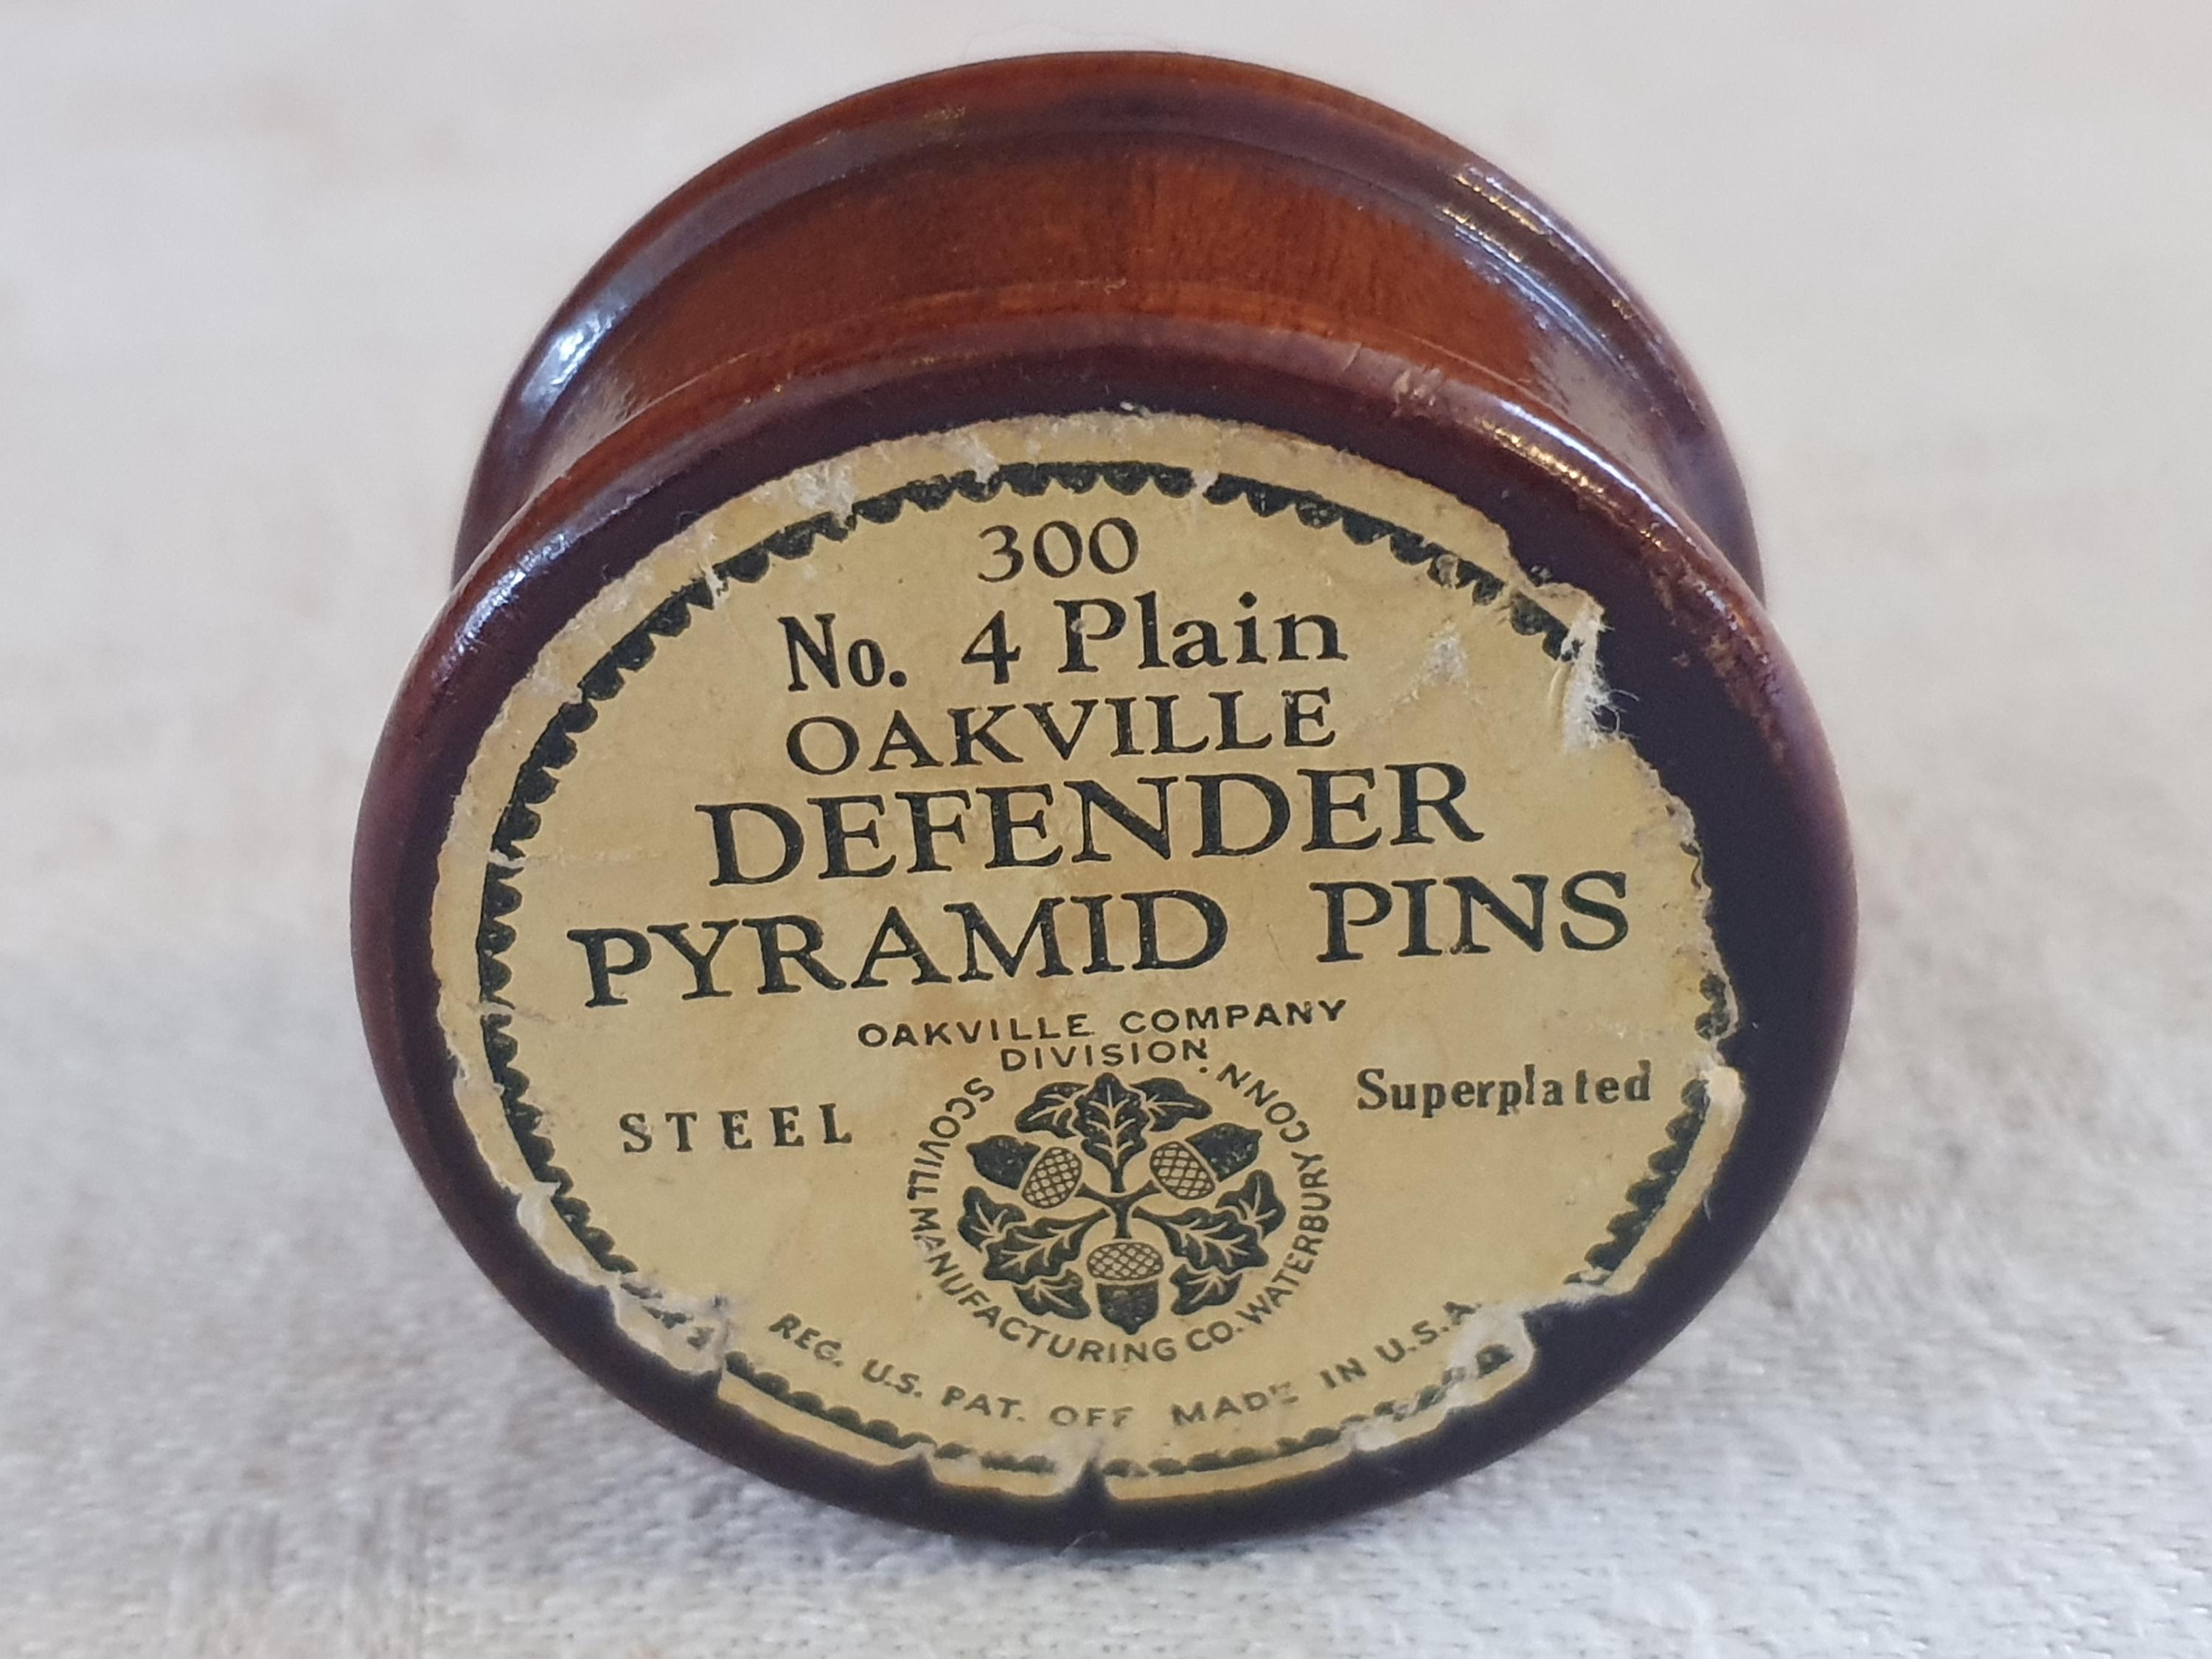 300
No. 4 Plain
OAKVILLE
DEFENDER
PYRAMID PINS
OAKVILLE COMPANY
DIVISION
STEEL
Superplated
SCOVILL MANUFACTURING CO. WATERBURY CONN.
REG. U.S. PAT. OFF MADE IN U.S.A.